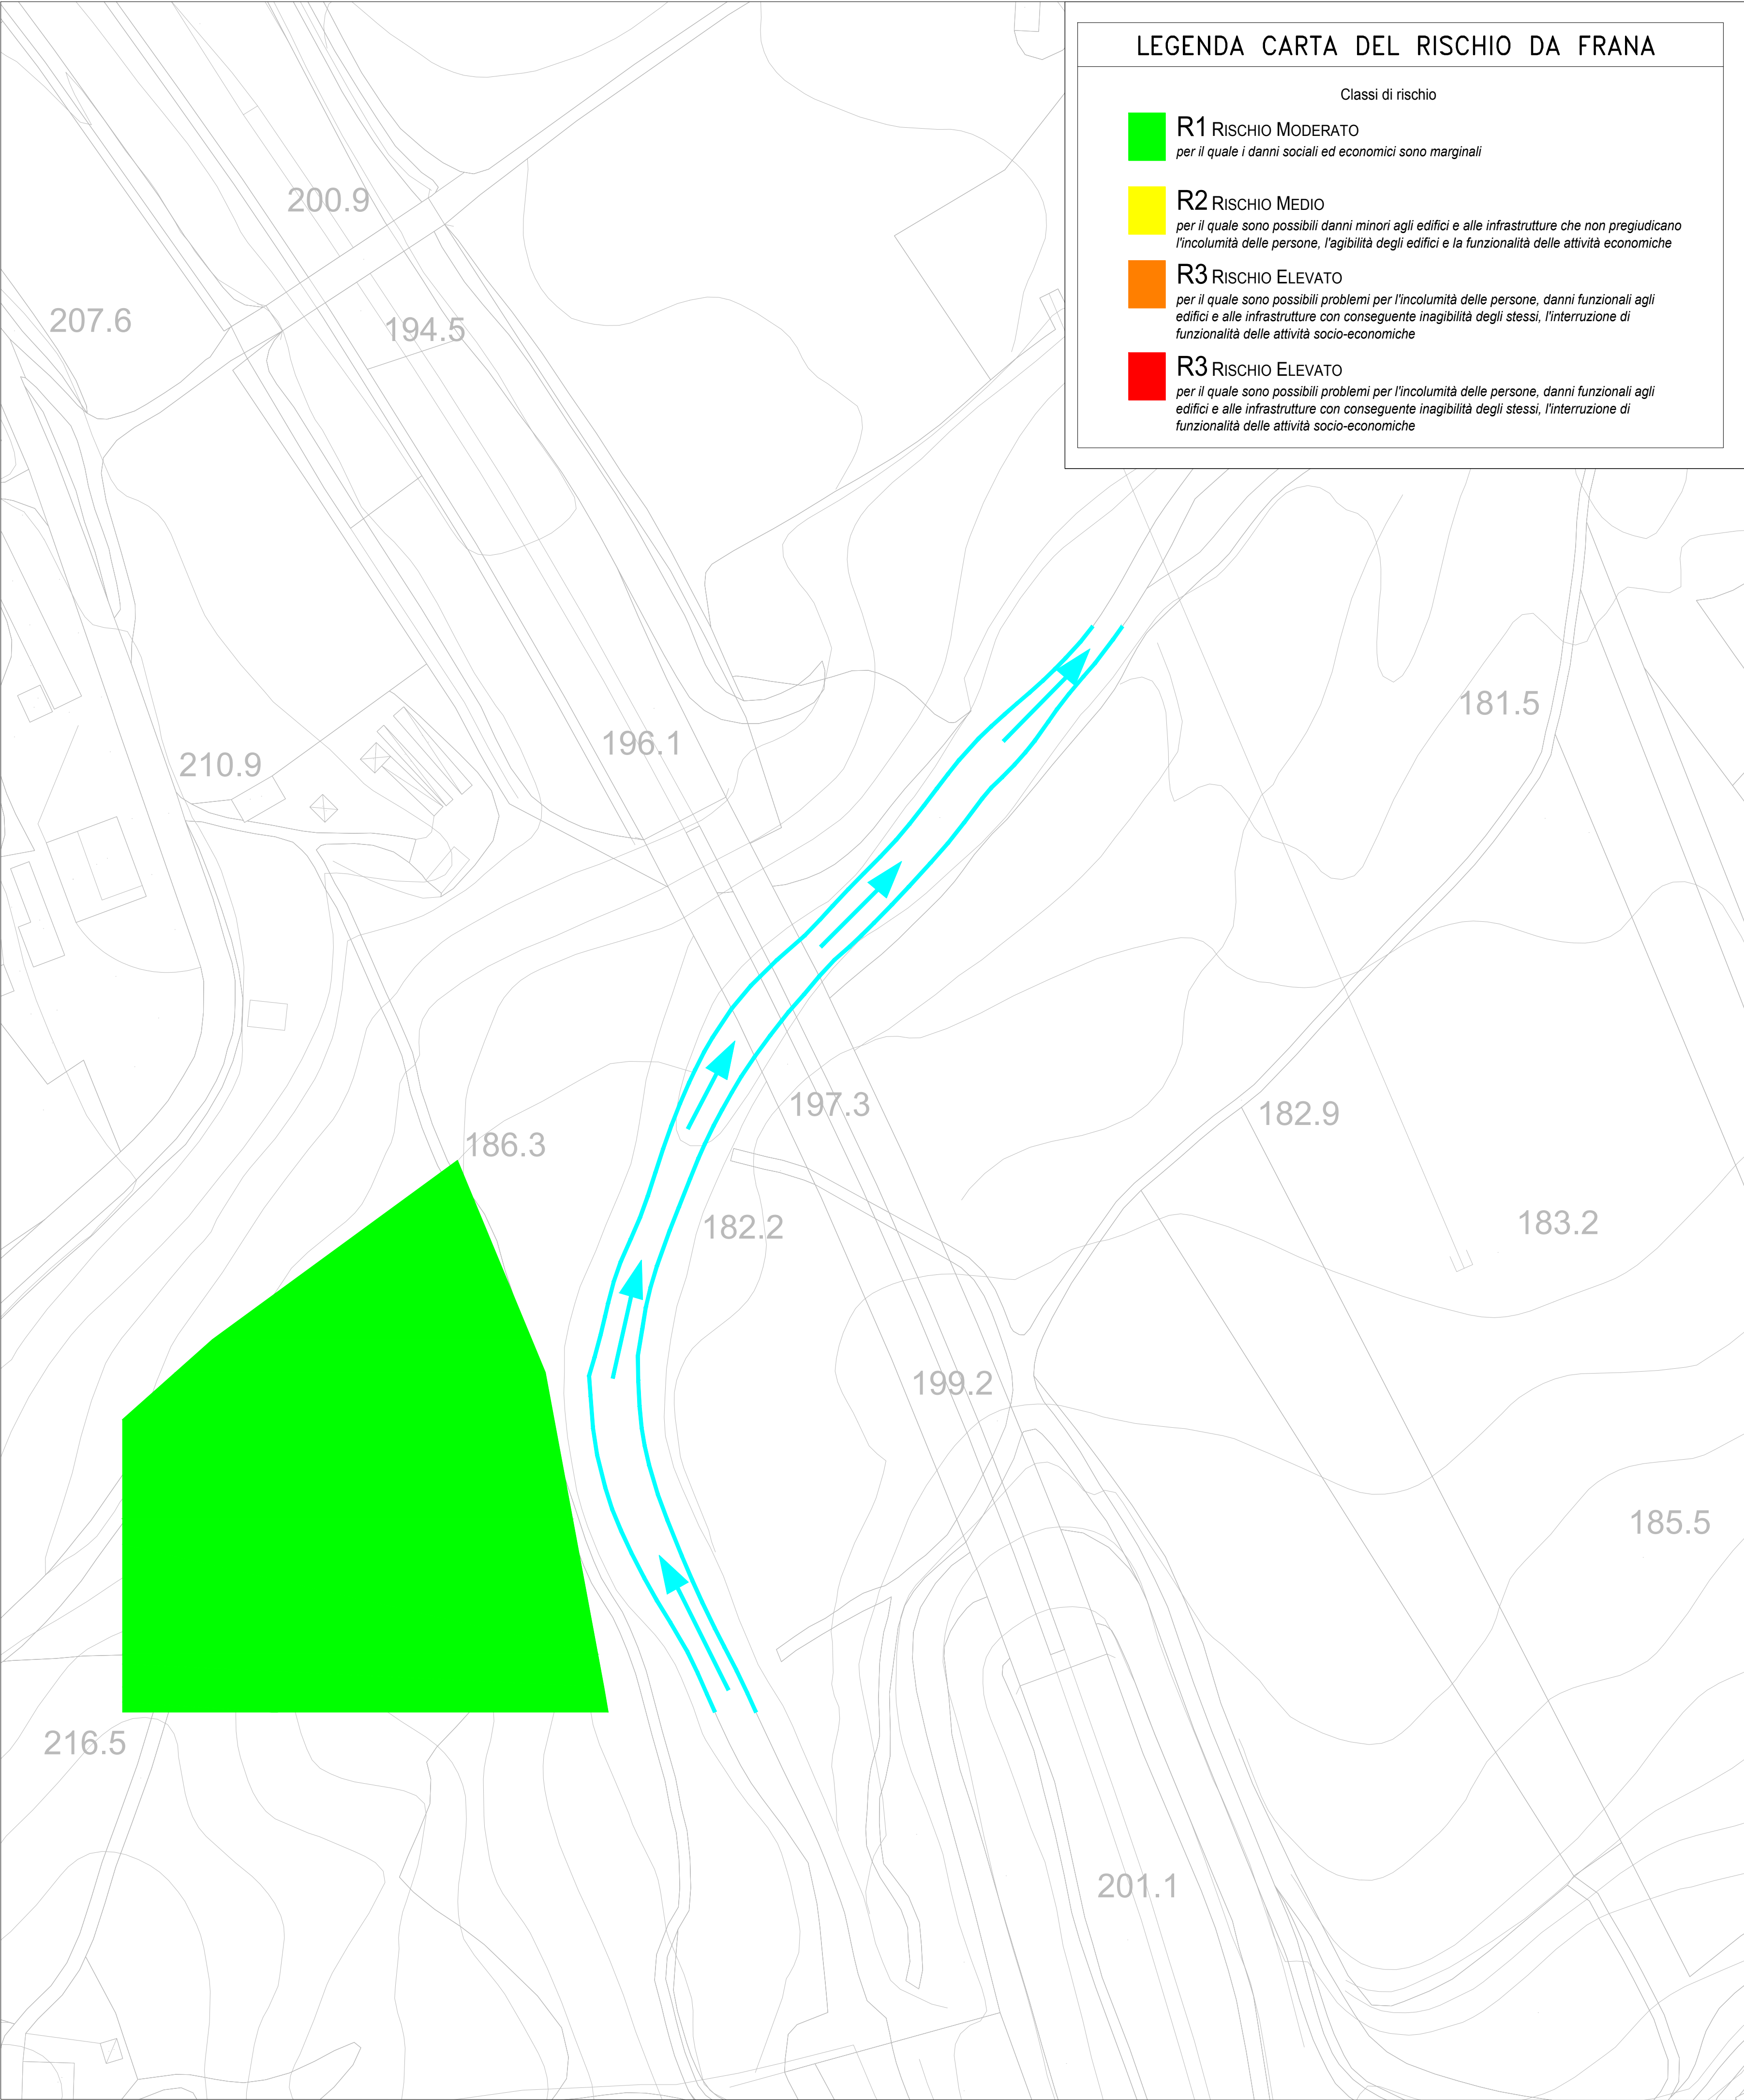 LEGENDA CARTA DEL RISCHIO DA FRANA
Classi di rischio
R1 RISCHIO MODERATO
per il quale i danni sociali ed economici sono marginali
R2 RISCHIO MEDIO
per il quale sono possibili danni minori agli edifici e alle infrastrutture che non pregiudicano
l'incolumità delle persone, l'agibilità degli edifici e la funzionalità delle attività economiche
R3 RISCHIO ELEVATO
per il quale sono possibili problemi per l'incolumità delle persone, danni funzionali agli
edifici e alle infrastrutture con conseguente inagibilità degli stessi, l'interruzione di
funzionalità delle attività socio-economiche
R3 RISCHIO ELEVATO
per il quale sono possibili problemi per l'incolumità delle persone, danni funzionali agli
edifici e alle infrastrutture con conseguente inagibilità degli stessi, l'interruzione di
funzionalità delle attività socio-economiche
200.9
207.6
194.5
181.5
196.1
210.9
197.3
182.9
186.3
182.2
183.2
199.2
185.5
216.5
201.1